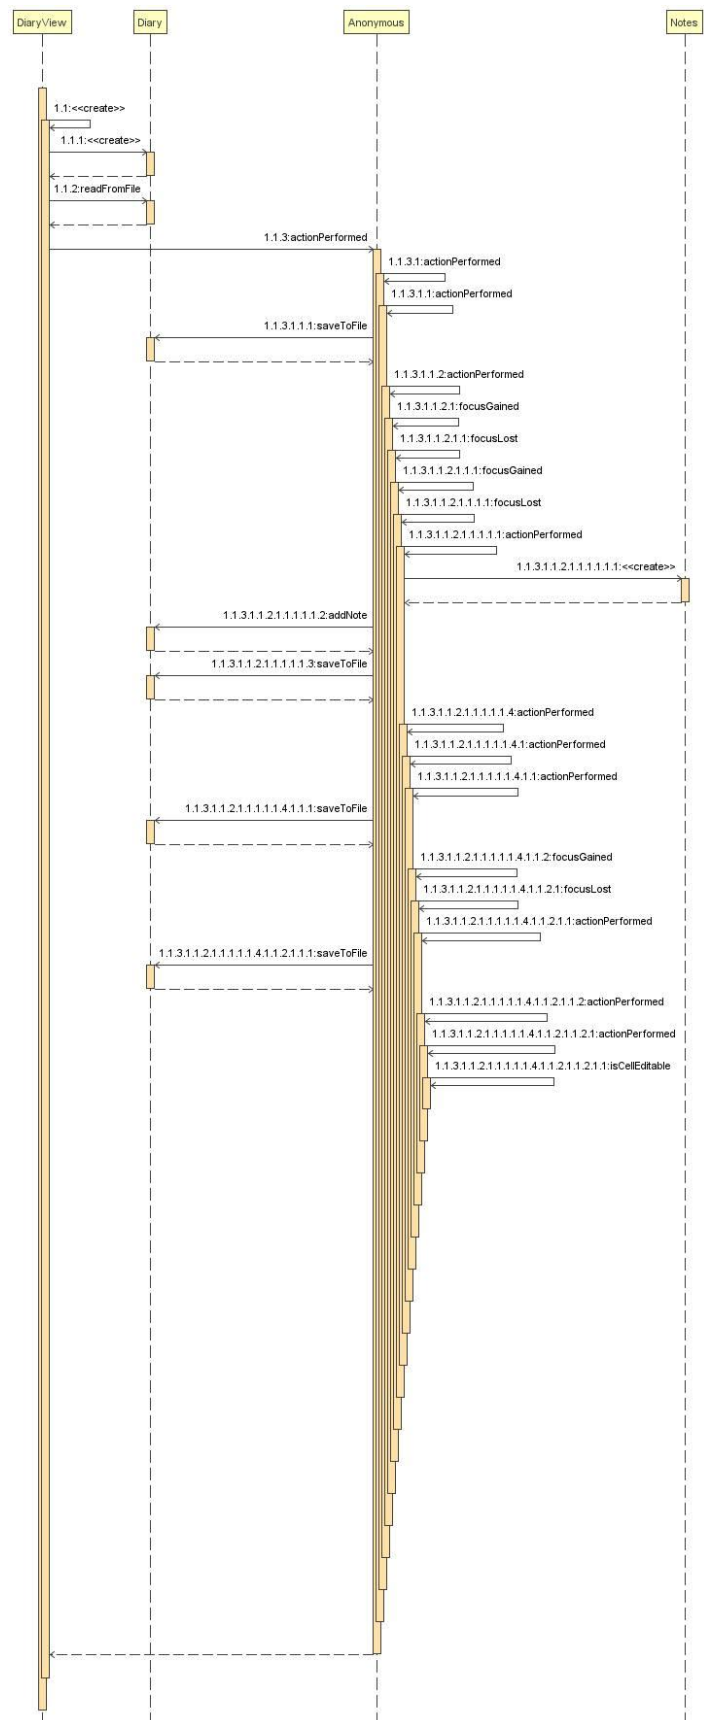 DiaryView
Diary
Anonymous
Notes
1.1:<<create>>
1.1.1:<<create>>
1.1.2:readFromFile
1.1.3:actionPerformed
1.1.3.1:actionPerformed
1.1.3.1.1:actionPerformed
1.1.3.1.1.1:saveToFile
1.1.3.1.1.2:actionPerformed
1.1.3.1.1.2.1:focusGained
1.1.3.1.1.2.1.1:focusLost
1.1.3.1.1.2.1.1.1:focusGained
1.1.3.1.1.2.1.1.1.1:focusLost
1.1.3.1.1.2.1.1.1.1.1:actionPerformed
1.1.3.1.1.2.1.1.1.1.1.1:<<create>>
1.1.3.1.1.2.1.1.1.1.1.2:addNote
1.1.3.1.1.2.1.1.1.1.1.3:saveToFile
1.1.3.1.1.2.1.1.1.1.1.4:actionPerformed
1.1.3.1.1.2.1.1.1.1.1.4.1:actionPerformed
1.1.3.1.1.2.1.1.1.1.1.4.1.1:actionPerformed
1.1.3.1.1.2.1.1.1.1.1.4.1.1.1:saveToFile
1.1.3.1.1.2.1.1.1.1.1.4.1.1.2:focusGained
1.1.3.1.1.2.1.1.1.1.1.4.1.1.2.1:focusLost
1.1.3.1.1.2.1.1.1.1.1.4.1.1.2.1.1:actionPerformed
1.1.3.1.1.2.1.1.1.1.1.4.1.1.2.1.1.1:saveToFile
1.1.3.1.1.2.1.1.1.1.1.4.1.1.2.1.1.2:actionPerformed
1.1.3.1.1.2.1.1.1.1.1.4.1.1.2.1.1.2.1:actionPerformed
1.1.3.1.1.2.1.1.1.1.1.4.1.1.2.1.1.2.1.1:isCellEditable